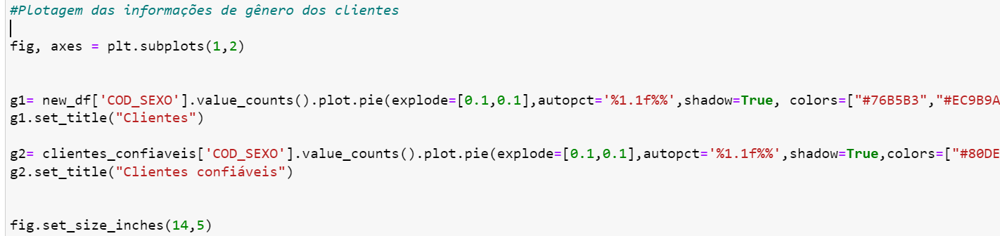 #Plotagem das informações de gênero dos clientes
fig, axes = plt.subplots(1,2)
g1= new_df['COD_SEXO'].value_counts().plot.pie(explode=[0.1,0.1],autopct='%1.1f%%',shadow=True, colors=["#76B5B3","#EC9B9A
g1.set_title("Clientes")
g2= clientes_confiaveis['COD_SEXO'].value_counts().plot.pie(explode=[0.1,0.1],autopct='%1.1f%%',shadow=True,colors=["#80DE
g2.set_title("Clientes confiáveis")
fig.set_size_inches(14,5)